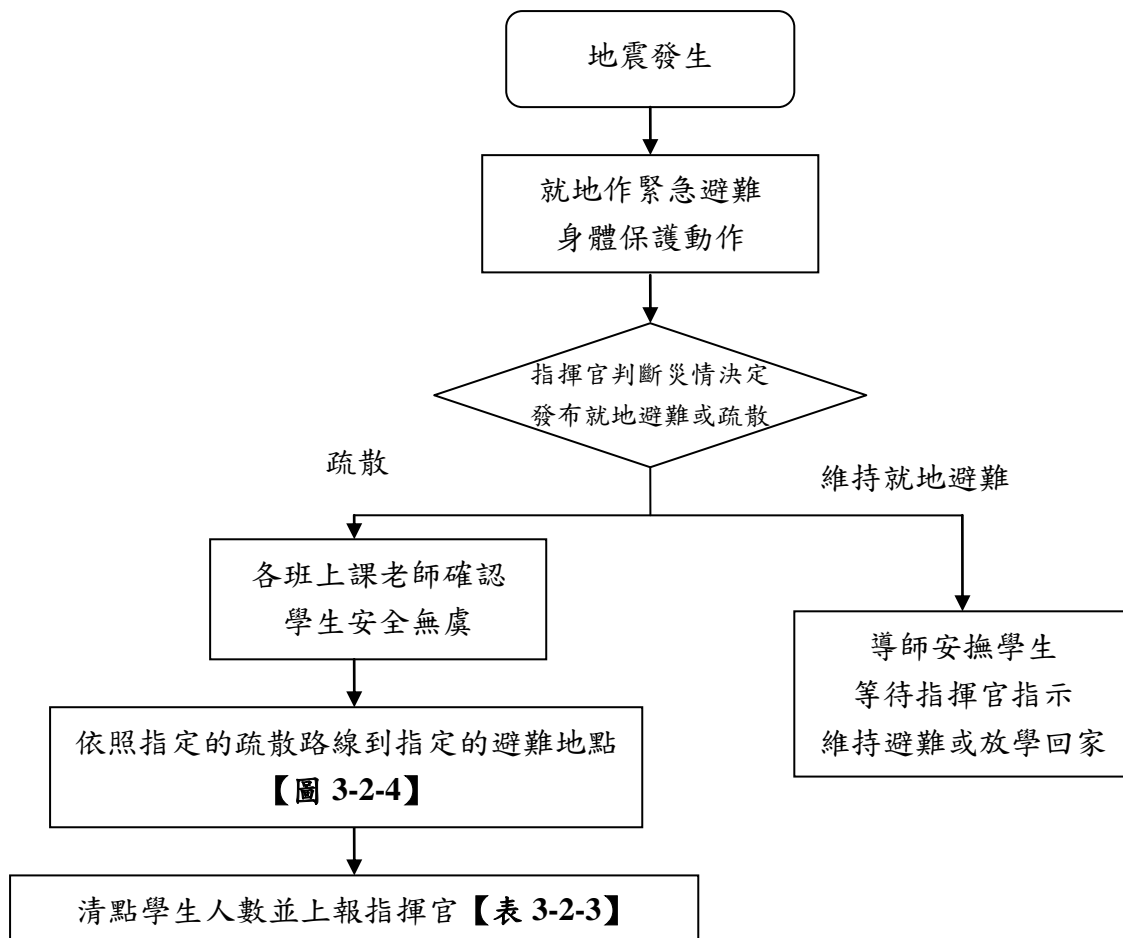 地震發生
就地作緊急避難
身體保護動作
指揮官判斷災情決定
發布就地避難或疏散
疏散
維持就地避難
各班上課老師確認
學生安全無虞
導師安撫學生
等待指揮官指示
維持避難或放學回家
依照指定的疏散路線到指定的避難地點
【圖 3-2-4】
清點學生人數並上報指揮官【表 3-2-3】